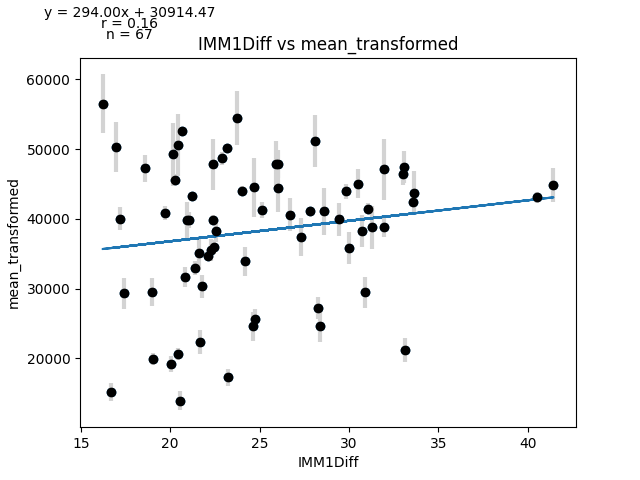 y = 294.00x + 30914.47
r = 0.16
n = 67
IMM1Diff vs mean_transformed
60000
50000
40000
30000
20000
mean_transformed
15 20 25 30 35 40
IMM1Diff